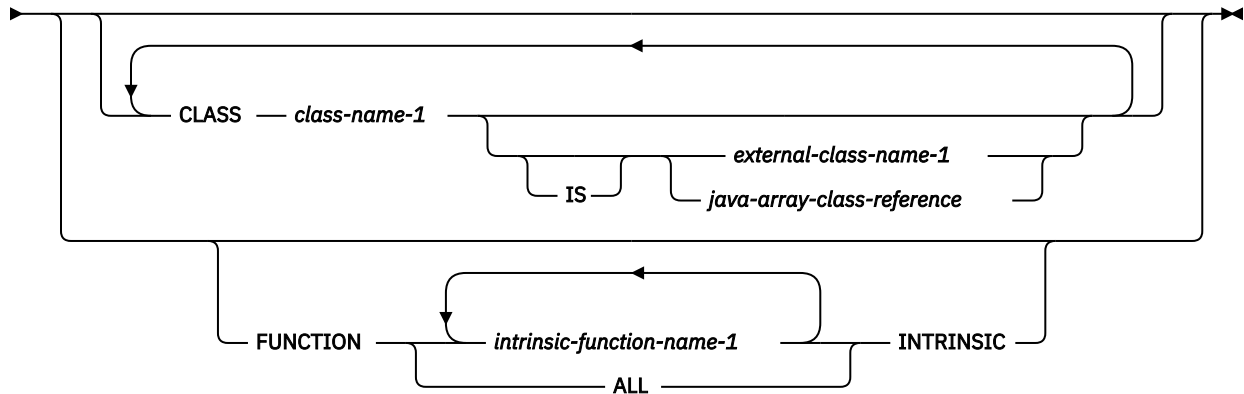 CLASS class-name-1
external-class-name-1
IS
java-array-class-reference
FUNCTION intrinsic-function-name-1 INTRINSIC
ALL